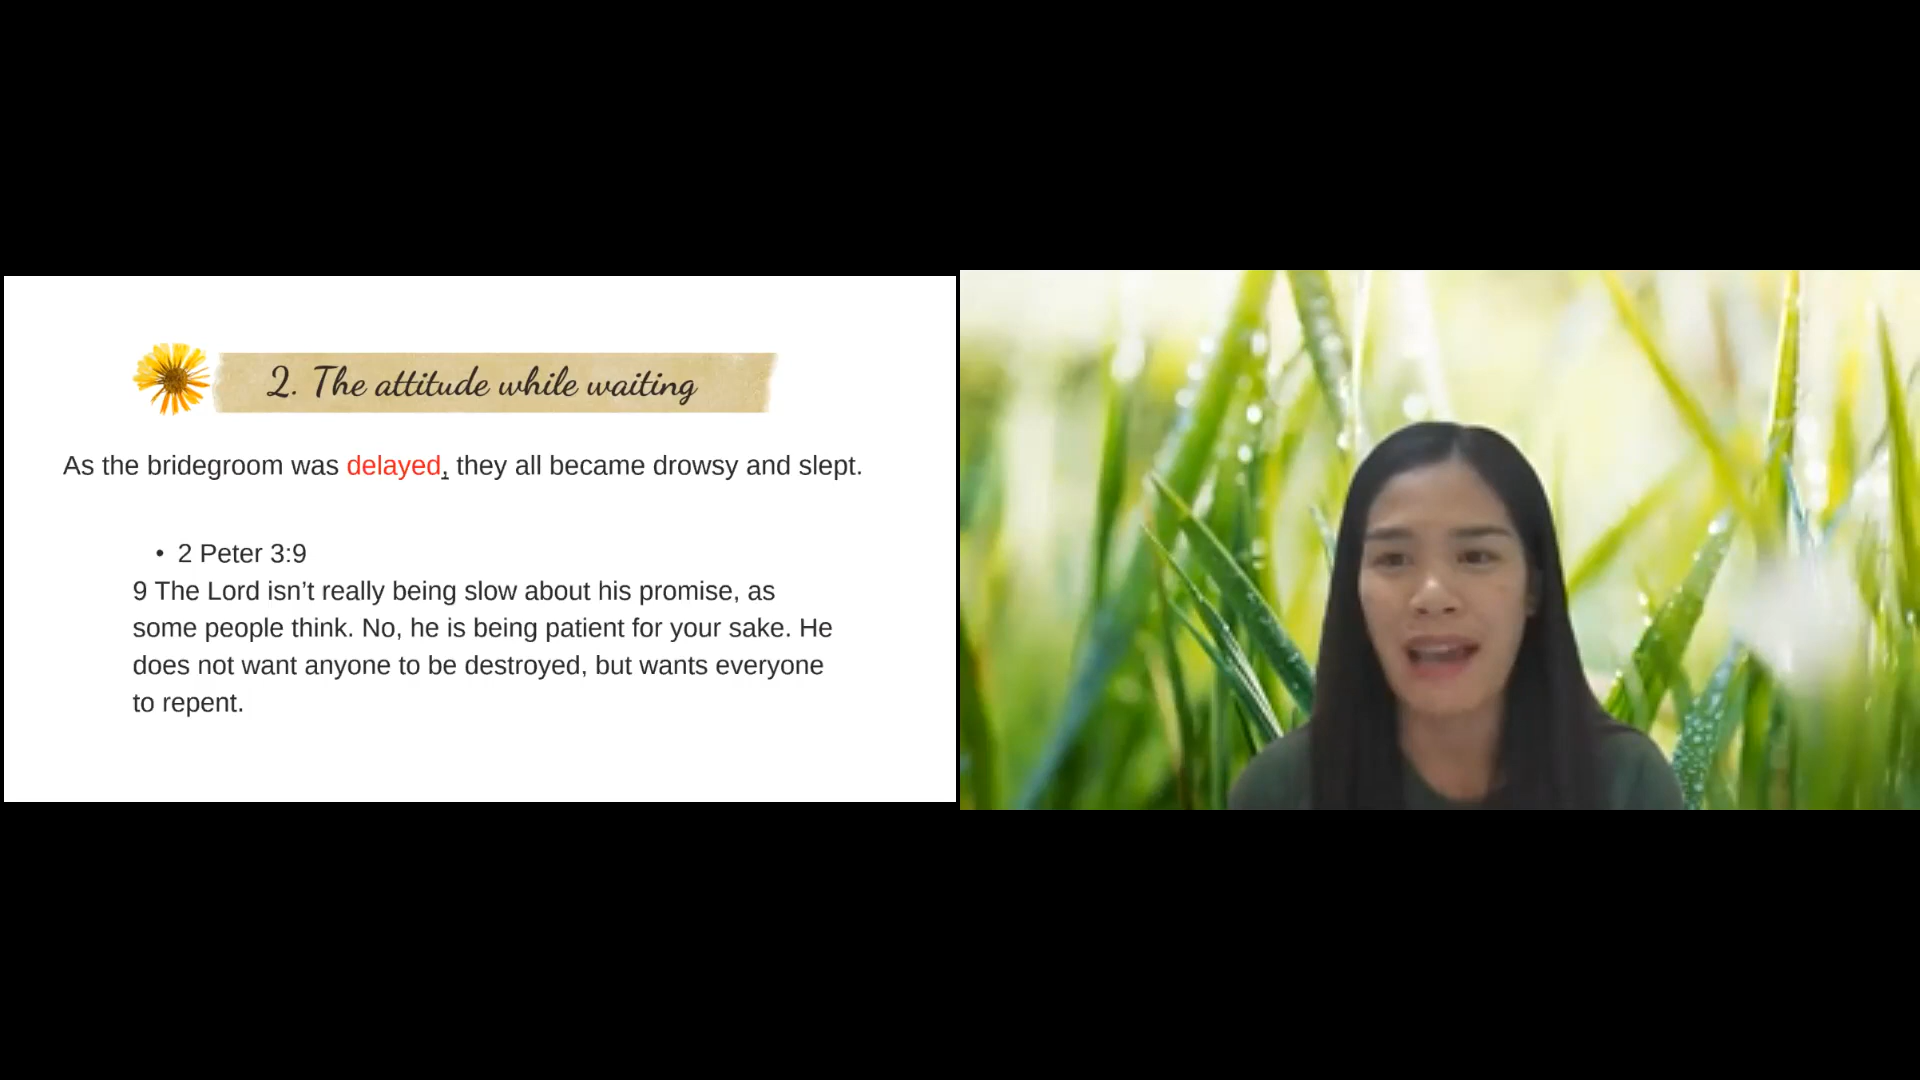 2. The attitude while waiting
As the bridegroom was delayed, they all became drowsy and slept.
• 2 Peter 3:9
9 The Lord isn’t really being slow about his promise, as
some people think. No, he is being patient for your sake. He
does not want anyone to be destroyed, but wants everyone
to repent.